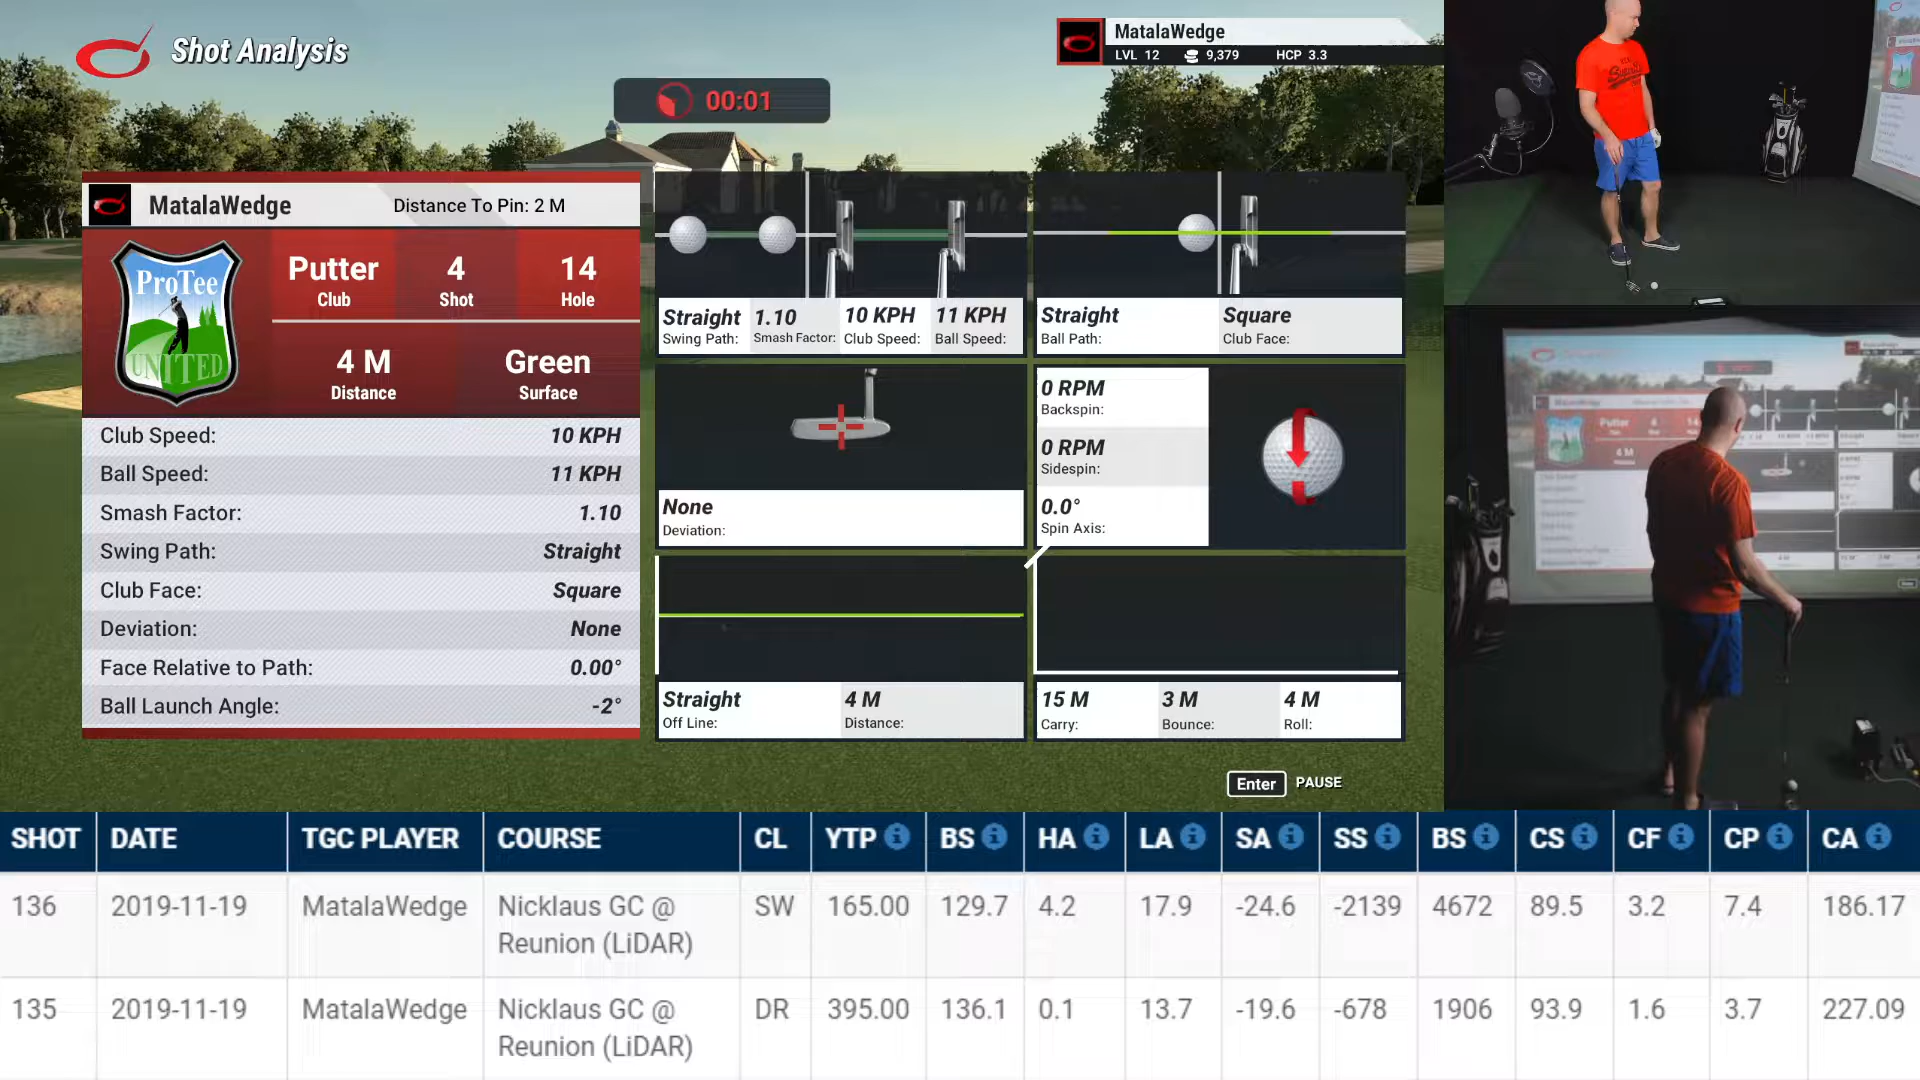 Shot Analysis
00:01
MatalaWedge
LVL 12 9,379 HCP 3.3
MatalaWedge Distance To Pin: 2 M
ProTee
UNITED
Putter 4 14
Club Shot Hole
4 M Green
Distance Surface
Club Speed: 10 KPH
Ball Speed: 11 KPH
Smash Factor: 1.10
Swing Path: Straight
Club Face: Square
Deviation: None
Face Relative to Path: 0.00°
Ball Launch Angle: -2°
Straight 1.10 10 KPH 11 KPH
Swing Path: Smash Factor: Club Speed: Ball Speed:
Straight Square
Ball Path: Club Face:
None
Deviation:
0 RPM
Backspin:
0 RPM
Sidespin:
0.0°
Spin Axis:
Straight 4 M
Off Line: Distance:
15 M 3 M 4 M
Carry: Bounce: Roll:
Enter PAUSE
SHOT DATE TGC PLAYER COURSE CL YTP BS HA LA SA SS BS CS CF CP CA
136 2019-11-19 MatalaWedge Nicklaus GC @ SW 165.00 129.7 4.2 17.9 -24.6 -2139 4672 89.5 3.2 7.4 186.17
Reunion (LiDAR)
135 2019-11-19 MatalaWedge Nicklaus GC @ DR 395.00 136.1 0.1 13.7 -19.6 -678 1906 93.9 1.6 3.7 227.09
Reunion (LiDAR)